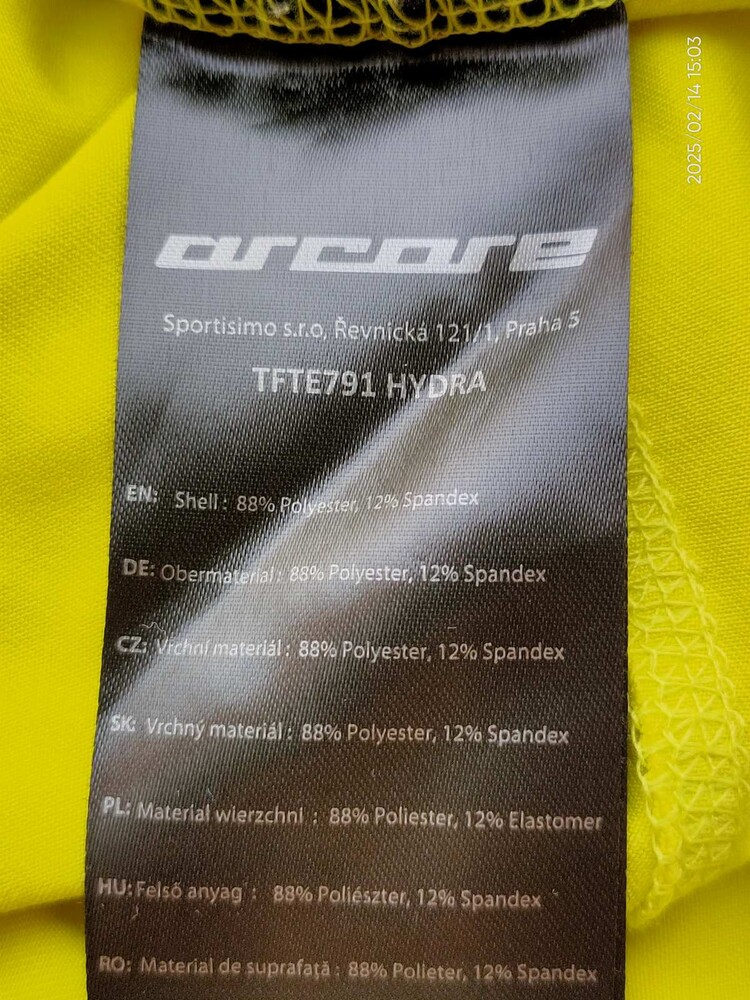 arcore
Sportisimo s.r.o, Řevnická 121/1, Praha 5
TFTE791 HYDRA
EN: Shell : 88% Polyester, 12% Spandex
DE: Obermaterial : 88% Polyester, 12% Spandex
CZ: Vrchní materiál : 88% Polyester, 12% Spandex
SK: Vrchný materiál : 88% Polyester, 12% Spandex
PL: Material wierzchni : 88% Poliester, 12% Elastomer
HU: Felső anyag : 88% Poliészter, 12% Spandex
RO: Material de suprafață : 88% Polieter, 12% Spandex
2025/02/14 15:03